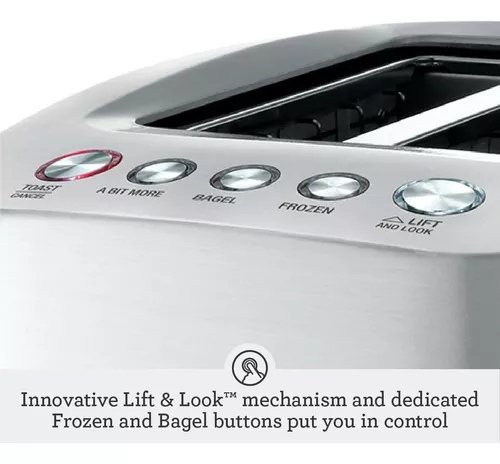 TOAST
CANCEL
A BIT MORE
BAGEL
FROZEN
△ LIFT
AND LOOK
Innovative Lift & Look™ mechanism and dedicated
Frozen and Bagel buttons put you in control